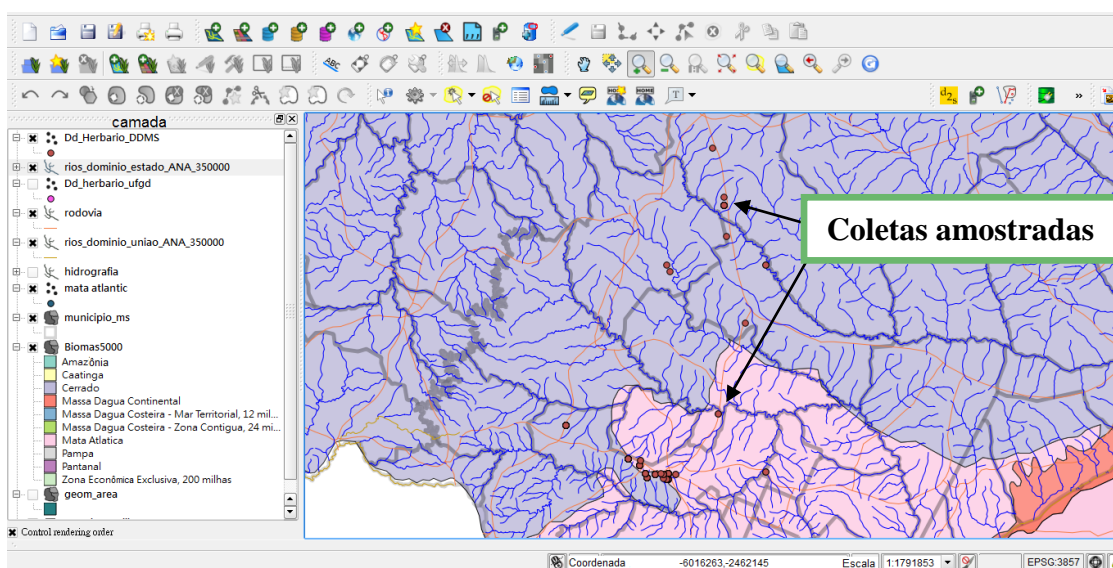 camada
Dd_Herbario_DDMS
rios_dominio_estado_ANA_350000
Dd_herbario_ufgd
rodovia
rios_dominio_uniao_ANA_350000
hidrografia
mata atlantic
municipio_ms
Biomas5000
Amazônia
Caatinga
Cerrado
Massa Dagua Continental
Massa Dagua Costeira - Mar Territorial, 12 mil...
Massa Dagua Costeira - Zona Contigua, 24 mi...
Mata Atlatica
Pampa
Pantanal
Zona Econômica Exclusiva, 200 milhas
geom_area
Control rendering order
Coletas amostradas
Coordenada -6016263,-2462145 Escala 1:1791853 EPSG:3857